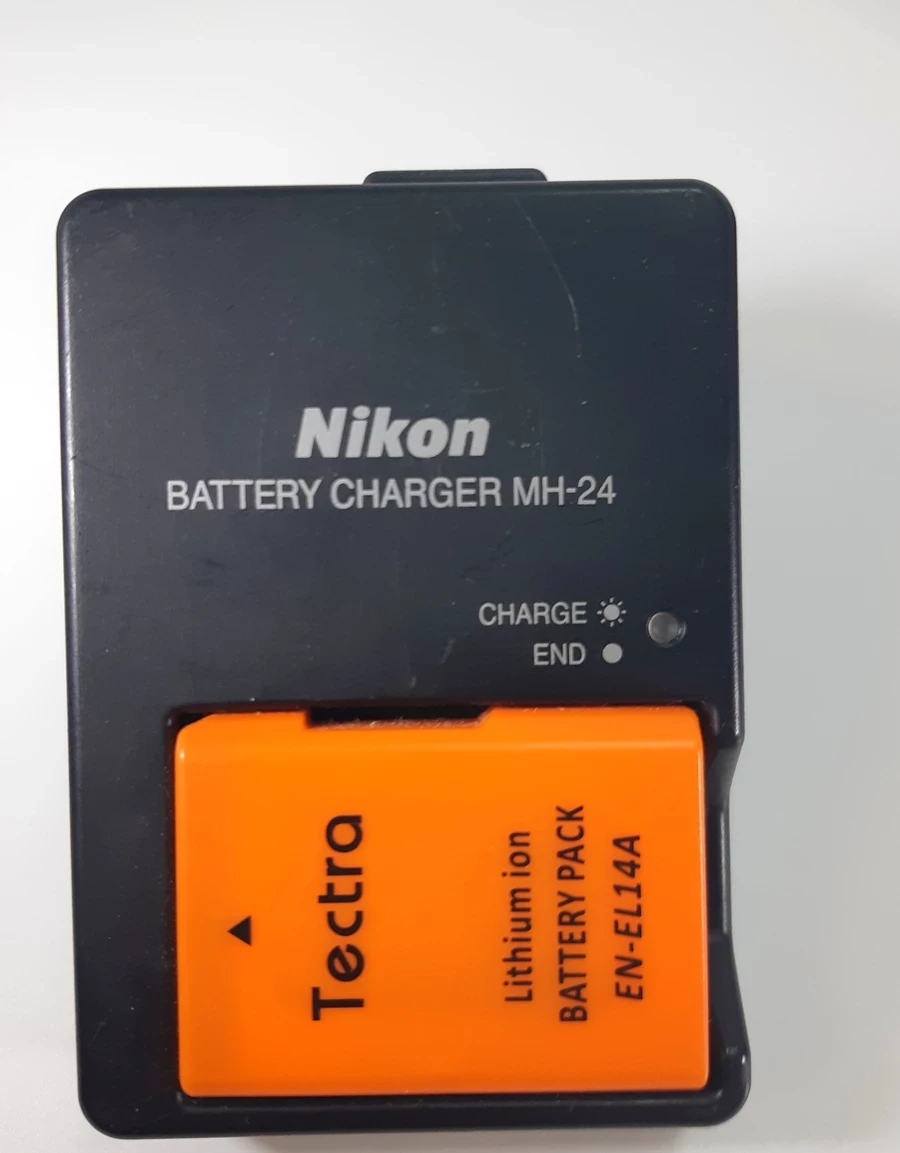 Nikon
BATTERY CHARGER MH-24
CHARGE
END
Tectra
Lithium ion
BATTERY PACK
EN-EL14A